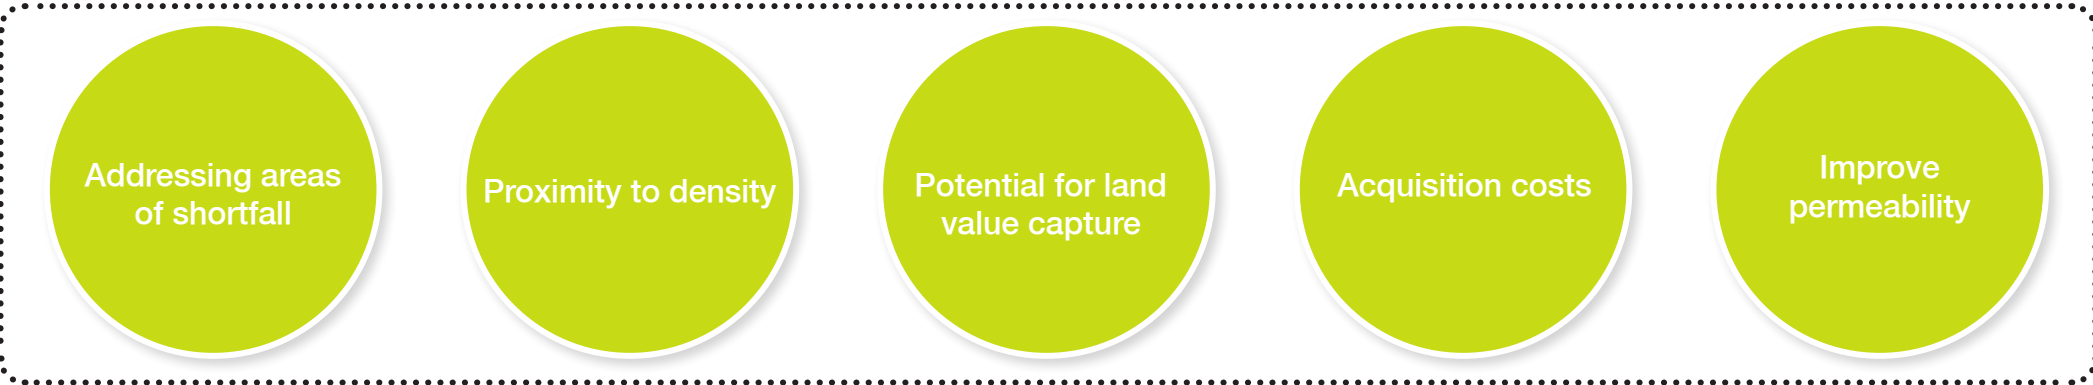 Addressing areas
of shortfall
Proximity to density
Potential for land
value capture
Acquisition costs
Improve
permeability